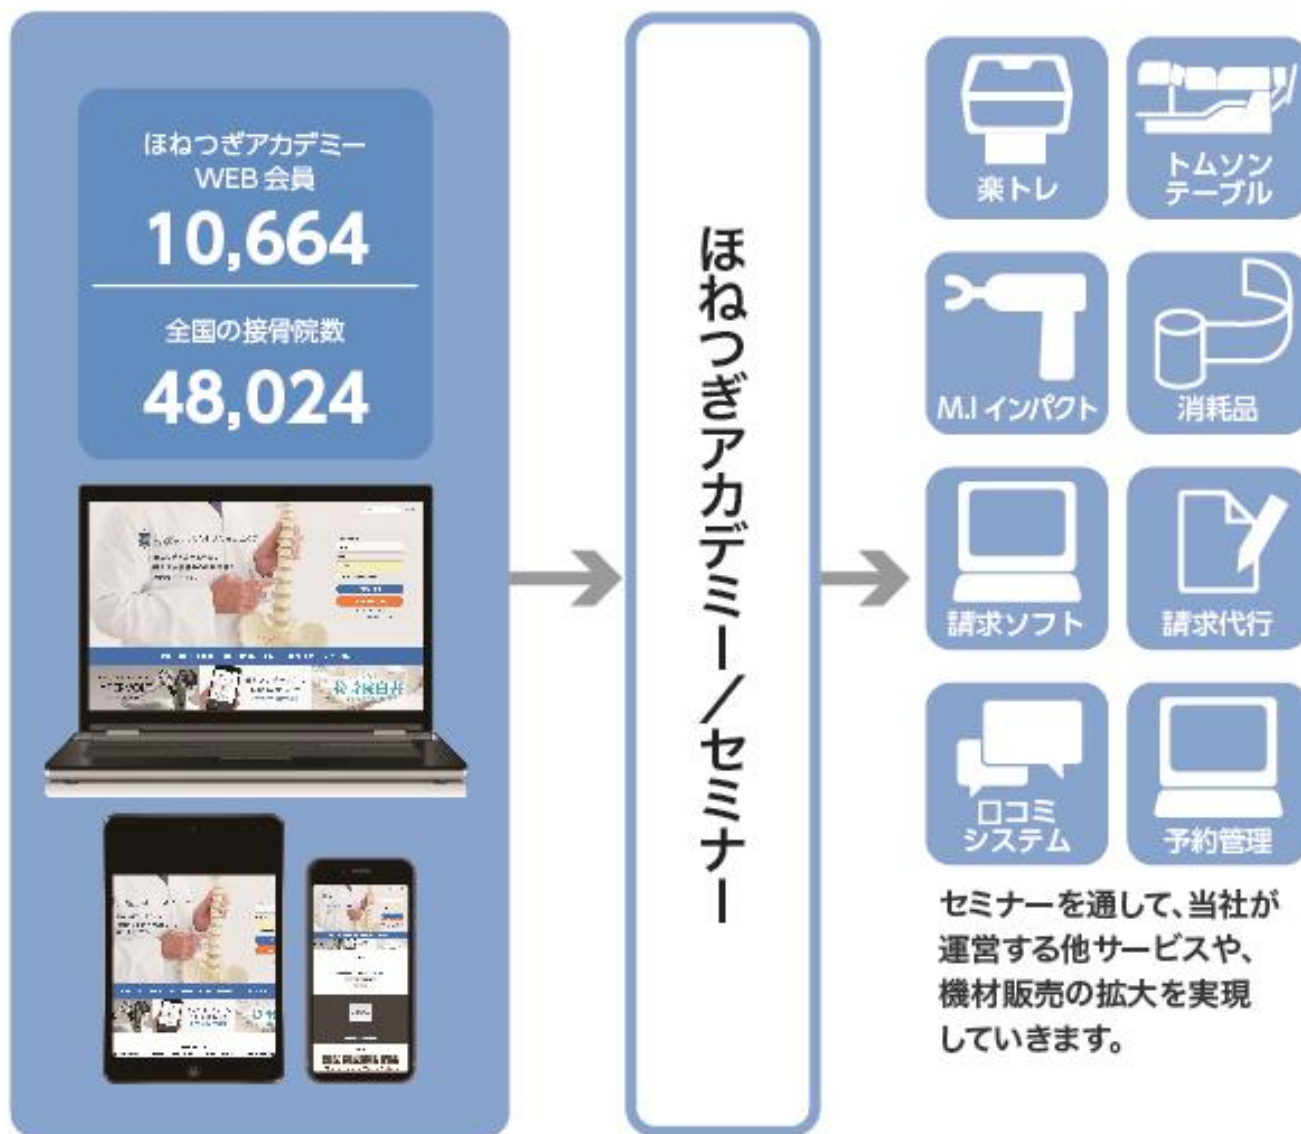 ほねつぎアカデミー
WEB 会員
10,664
全国の接骨院数
48,024
ほねつぎアカデミー／セミナー
楽トレ
トムソン
テーブル
M.I インパクト
消耗品
請求ソフト
請求代行
口コミ
システム
予約管理
セミナーを通して、当社が
運営する他サービスや、
機材販売の拡大を実現
していきます。